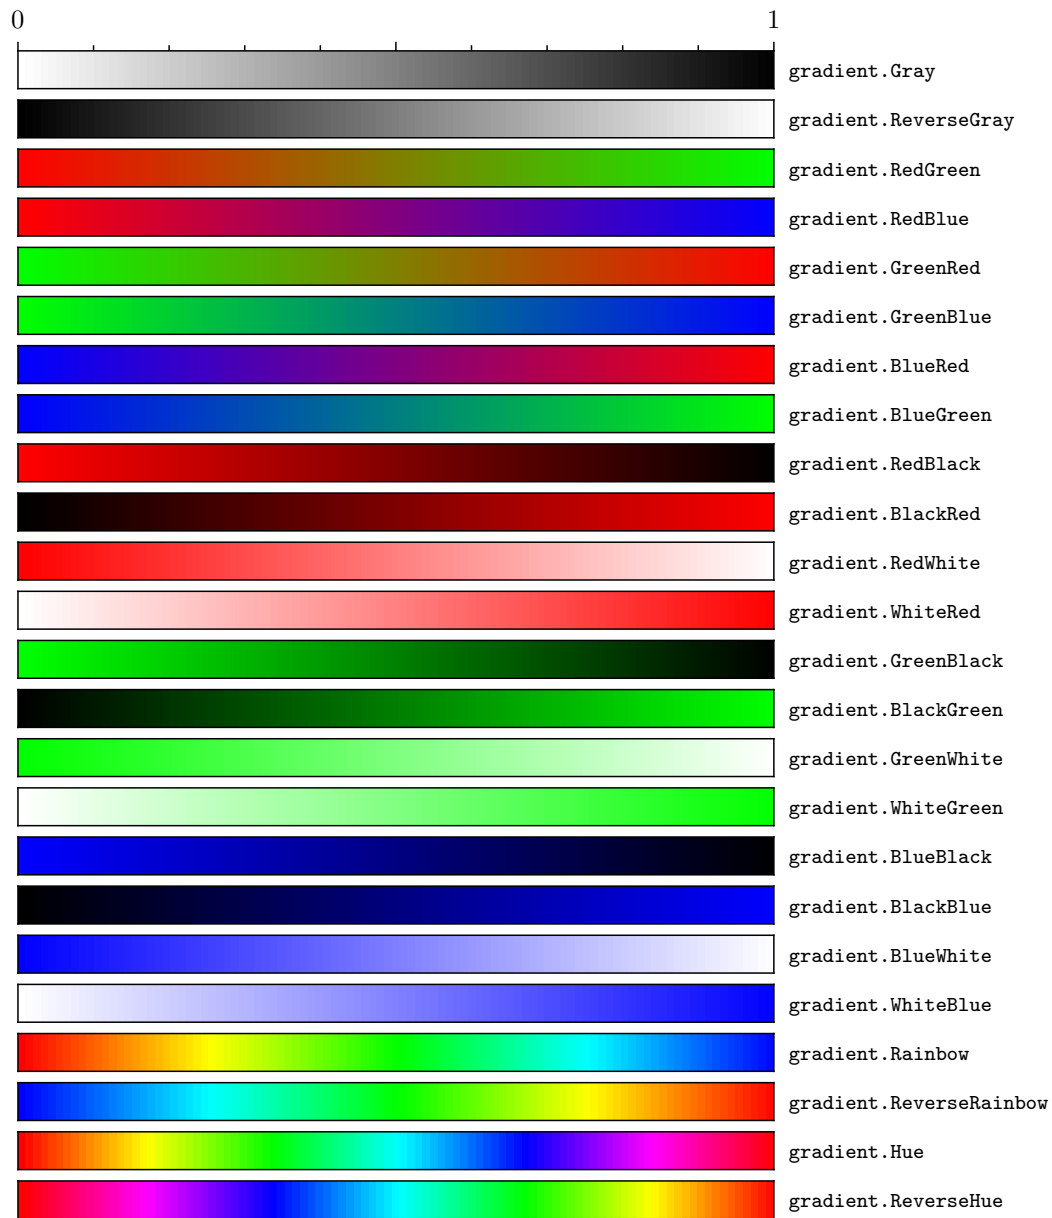 0 1
gradient.Gray
gradient.ReverseGray
gradient.RedGreen
gradient.RedBlue
gradient.GreenRed
gradient.GreenBlue
gradient.BlueRed
gradient.BlueGreen
gradient.RedBlack
gradient.BlackRed
gradient.RedWhite
gradient.WhiteRed
gradient.GreenBlack
gradient.BlackGreen
gradient.GreenWhite
gradient.WhiteGreen
gradient.BlueBlack
gradient.BlackBlue
gradient.BlueWhite
gradient.WhiteBlue
gradient.Rainbow
gradient.ReverseRainbow
gradient.Hue
gradient.ReverseHue